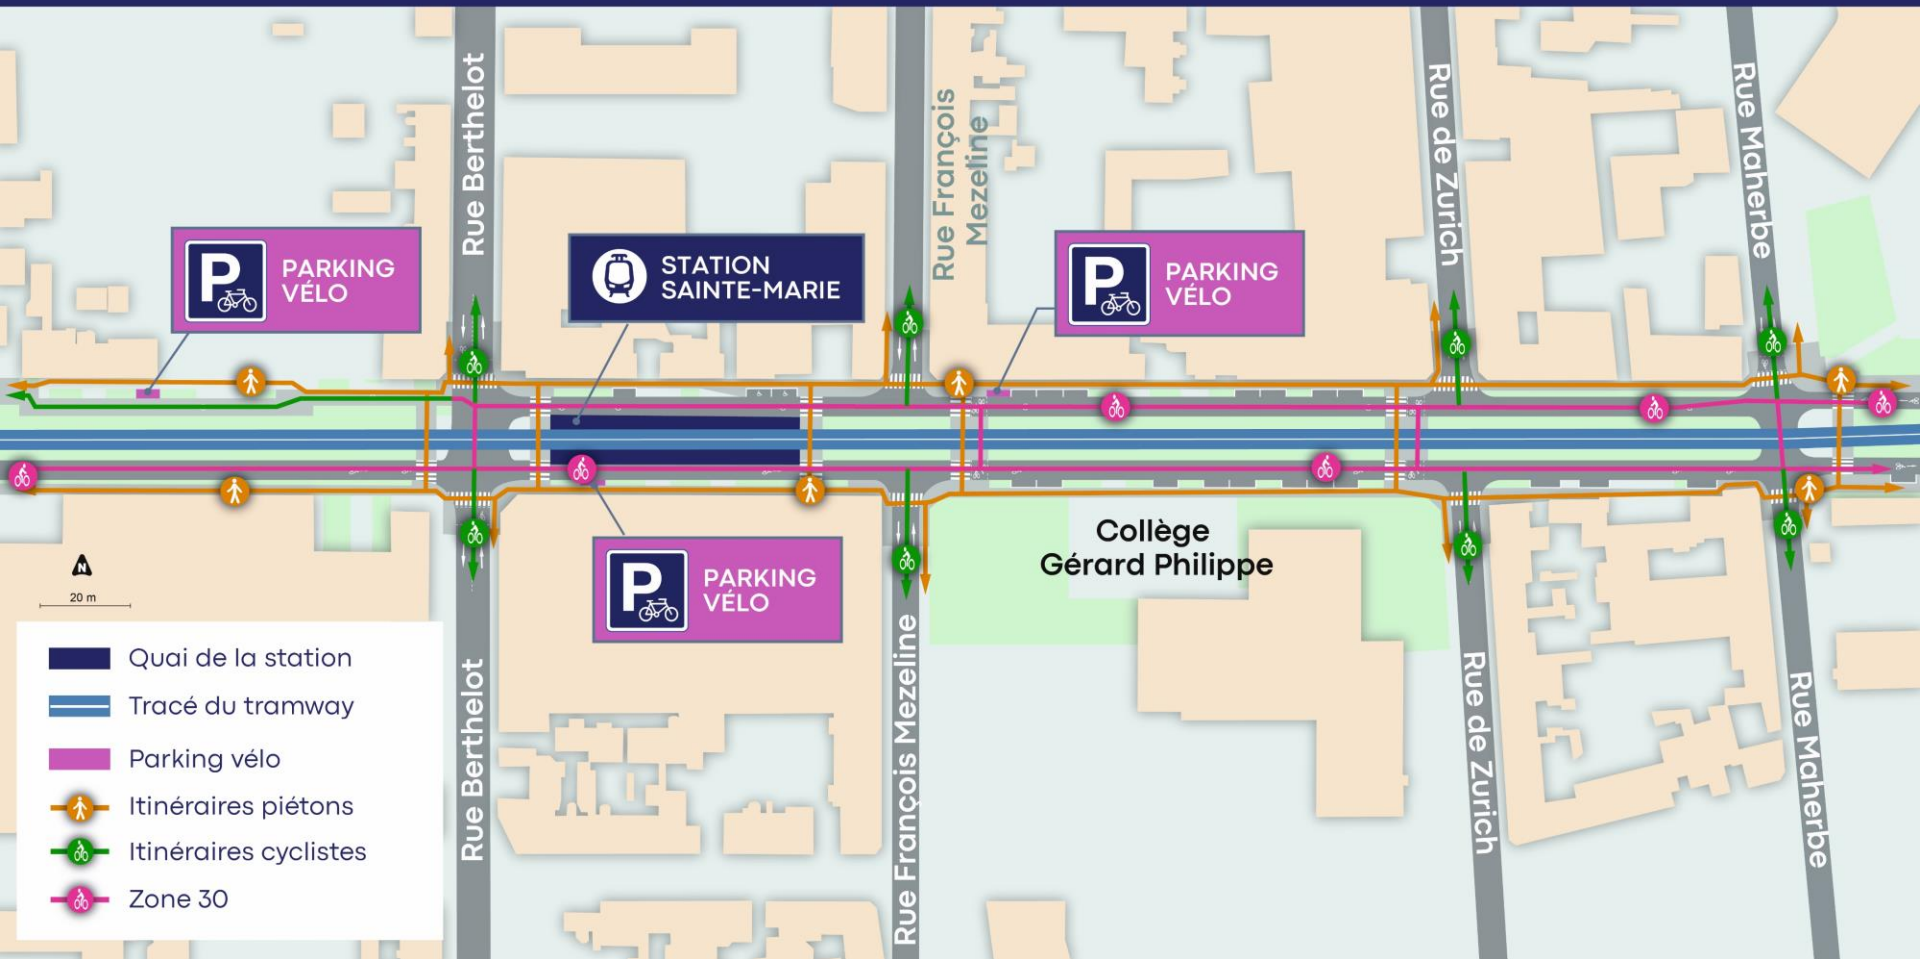 Rue Berthelot
Rue François
Mezeline
Rue de Zurich
Rue Maherbe
P
PARKING
VÉLO
STATION
SAINTE-MARIE
P
PARKING
VÉLO
Collège
Gérard Philippe
P
PARKING
VÉLO
N
20 m
Rue Berthelot
Rue François Mezeline
Rue de Zurich
Rue Maherbe
Quai de la station
Tracé du tramway
Parking vélo
Itinéraires piétons
Itinéraires cyclistes
Zone 30